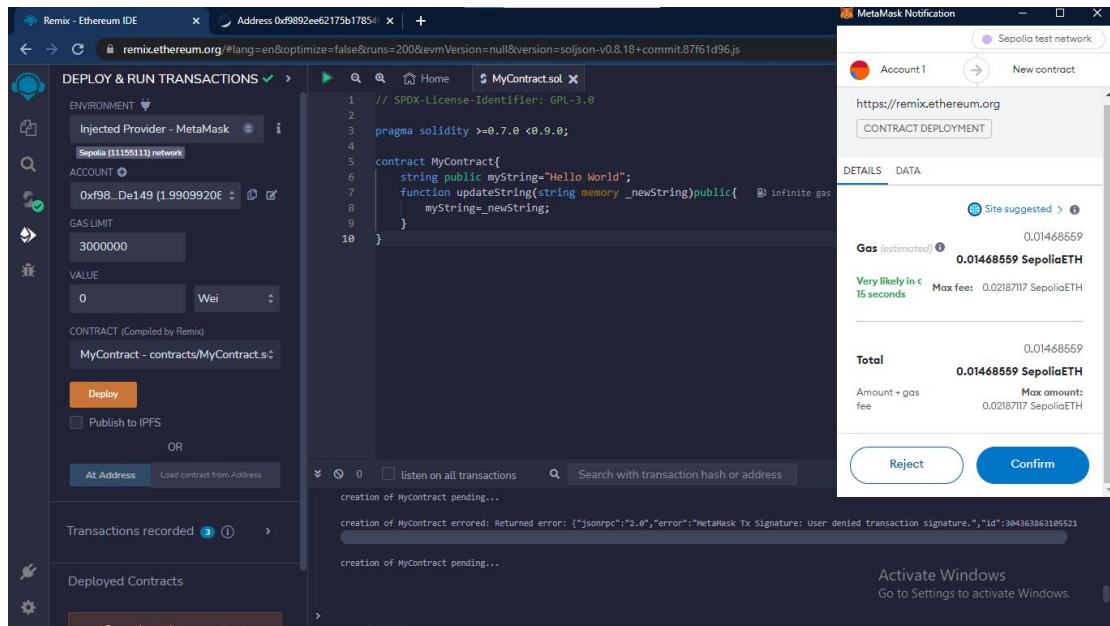 Remix - Ethereum IDE
Address 0xf9892ee62175b17854
remix.ethereum.org/#lang=en&optimize=false&runs=200&evmVersion=null&version=soljson-v0.8.18+commit.87f61d96.js
DEPLOY & RUN TRANSACTIONS
ENVIRONMENT
Injected Provider - MetaMask
i
Sepolia (11155111) network
ACCOUNT
0xf98...De149 (1.99099208
GAS LIMIT
3000000
VALUE
0
Wei
CONTRACT (Compiled by Remix)
MyContract - contracts/MyContract.s
Deploy
Publish to IPFS
OR
At Address
Load contract from Address
Transactions recorded 3 i
Deployed Contracts
Home
MyContract.sol
1 // SPDX-License-Identifier: GPL-3.0
2
3 pragma solidity >=0.7.0 <0.9.0;
4
5 contract MyContract{
6 string public myString="Hello World";
7 function updateString(string memory _newString)public{ infinite gas
8 myString=_newString;
9 }
10 }
0
listen on all transactions
Search with transaction hash or address
creation of MyContract pending...
creation of MyContract errored: Returned error: {"jsonrpc":"2.0","error":"MetaMask Tx Signature: User denied transaction signature.","id":304363863105521
creation of MyContract pending...
>
MetaMask Notification
Sepolia test network
Account 1
New contract
https://remix.ethereum.org
CONTRACT DEPLOYMENT
DETAILS
DATA
Site suggested >
0.01468559
Gas (estimated)
0.01468559 SepoliaETH
Very likely in < 15 seconds
Max fee: 0.02187117 SepoliaETH
0.01468559
Total
0.01468559 SepoliaETH
Amount + gas fee
Max amount:
0.02187117 SepoliaETH
Reject
Confirm
Activate Windows
Go to Settings to activate Windows.